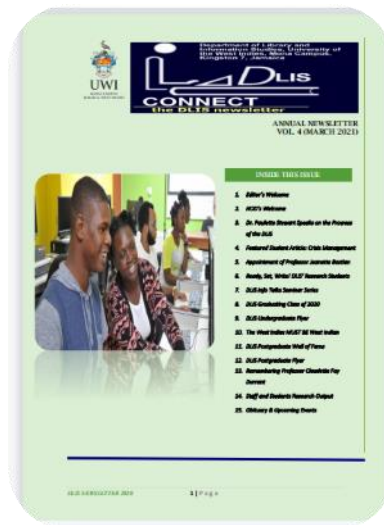 Department of Library and
Information Studies, University of
the West Indies, Mona Campus.
Kingston 7, Jamaica
UWI
DLIS
CONNECT
the DLIS newsletter
ANNUAL NEWSLETTER
VOL. 4 (MARCH 2021)
INSIDE THIS ISSUE
1. Editor's Welcome
2. HOD's Welcome
3. Dr. Paulette Stewart Speaks on the Progress
of the DLIS
4. Featured Student Article: Crisis Management
5. Appointment of Professor Jeannette Bastian
6. Ready, Set, Write! DLIS' Research Students
7. DLIS Info Talks Seminar Series
8. DLIS Graduating Class of 2020
9. DLIS Undergraduate Flyer
10. The West Indies MUST BE West Indian
11. DLIS Postgraduate Wall of Fame
12. DLIS Postgraduate Flyer
13. Remembering Professor Fay
Durrant
14. Staff and Students Research Output
15. Obituary & Upcoming Events
DLIS NEWSLETTER 2020
1 | Page